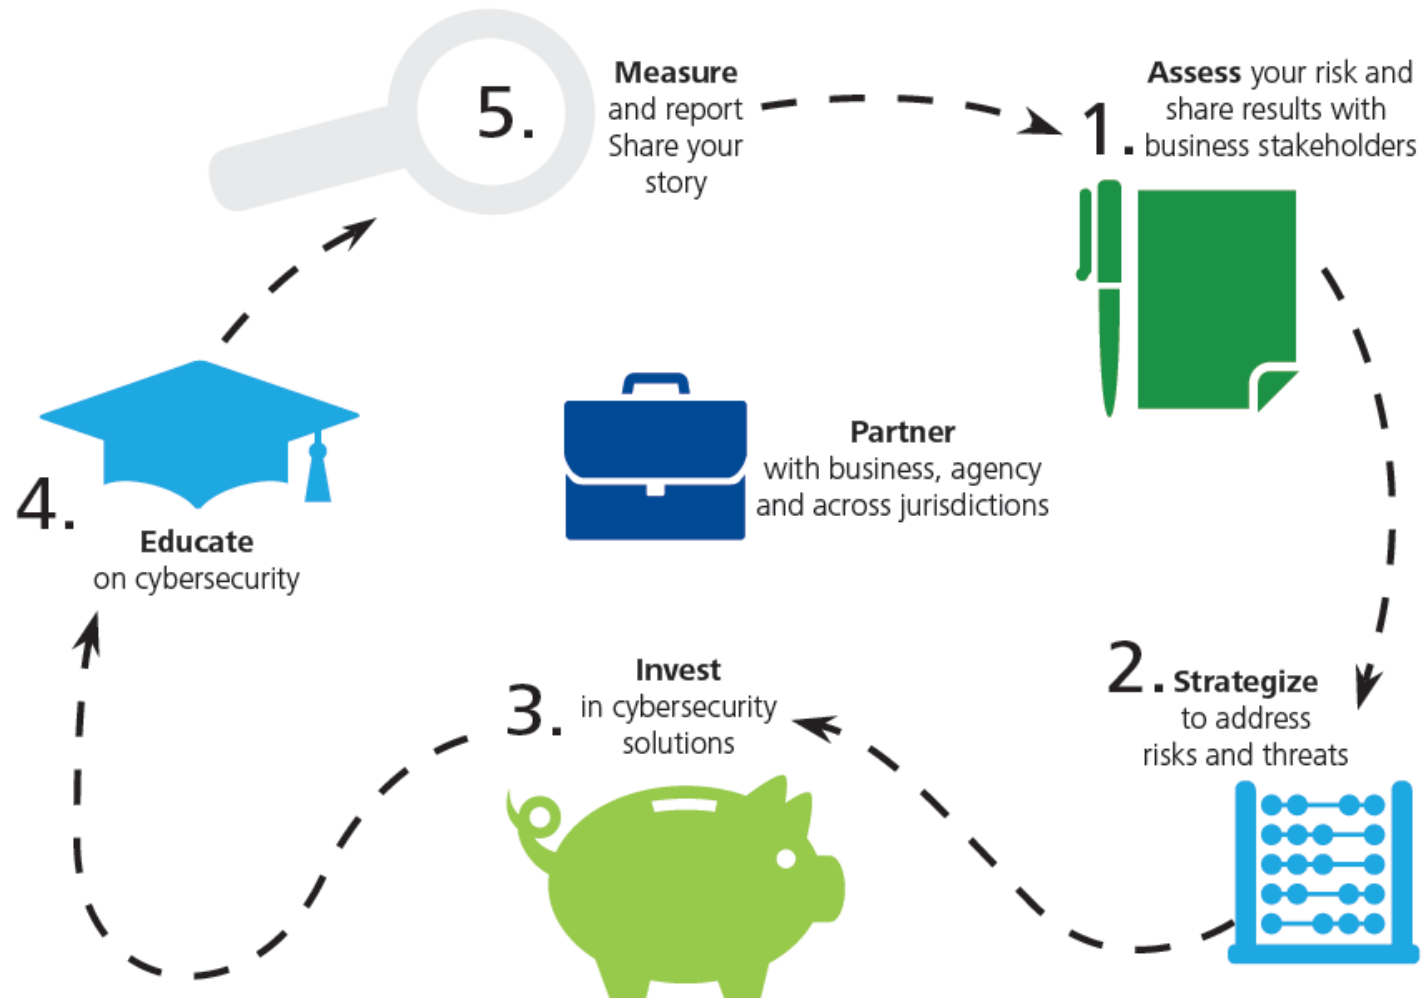 1.
Assess your risk and
share results with
business stakeholders
2.
Strategize
to address
risks and threats
3.
Invest
in cybersecurity
solutions
4.
Educate
on cybersecurity
5.
Measure
and report
Share your
story
Partner
with business, agency
and across jurisdictions